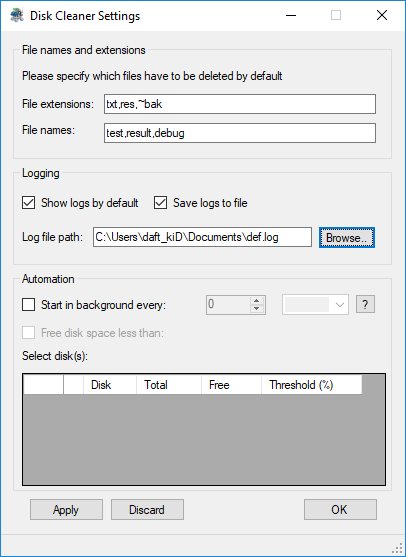 Disk Cleaner Settings
File names and extensions
Please specify which files have to be deleted by default
File extensions: txt,res,~bak
File names: test,result,debug
Logging
Show logs by default Save logs to file
Log file path: C:\Users\daft_kiD\Documents\def.log Browse..
Automation
Start in background every: 0 ?
Free disk space less than:
Select disk(s):
Disk Total Free Threshold (%)
Apply Discard OK